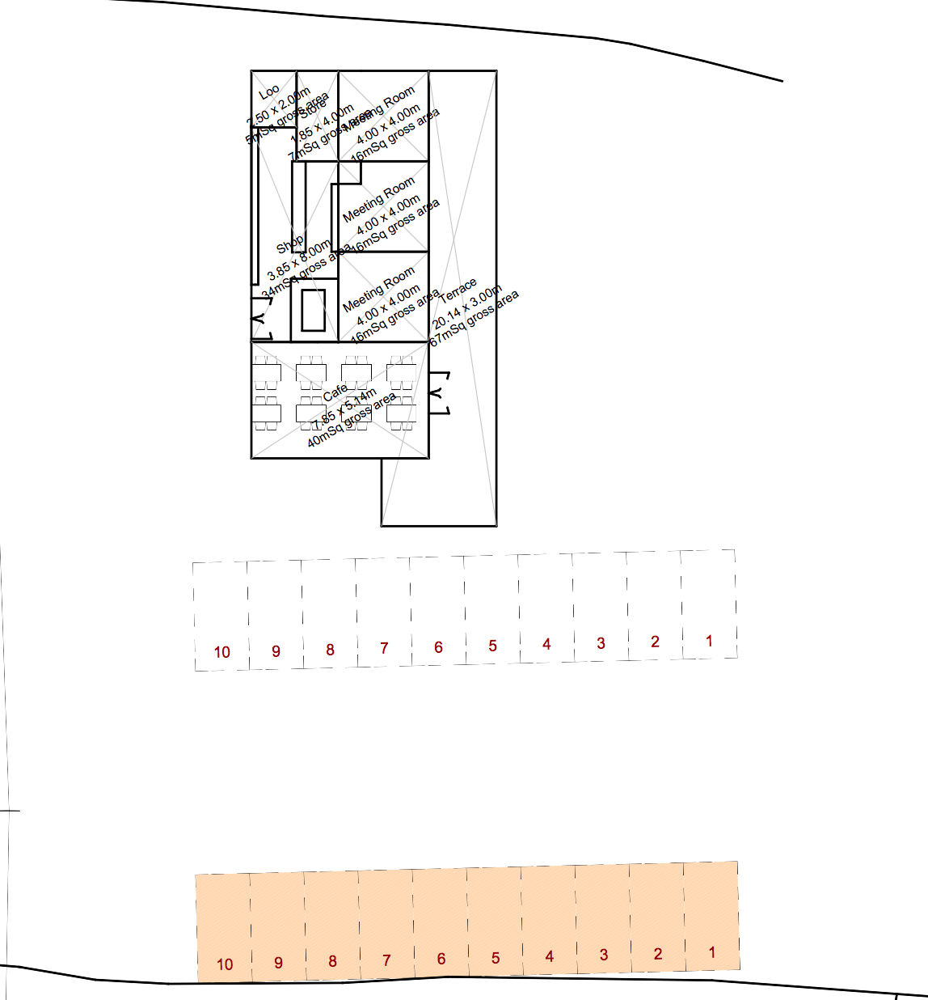 Loo
2.50 x 2.00m
5mSq gross area
Store
1.85 x 4.00m
7mSq gross area
Meeting Room
4.00 x 4.00m
16mSq gross area
Meeting Room
4.00 x 4.00m
16mSq gross area
Shop
3.85 x 8.00m
34mSq gross area
Meeting Room
4.00 x 4.00m
16mSq gross area
Terrace
20.14 x 3.00m
67mSq gross area
Cafe
7.85 x 5.14m
40mSq gross area
10 9 8 7 6 5 4 3 2 1
10 9 8 7 6 5 4 3 2 1